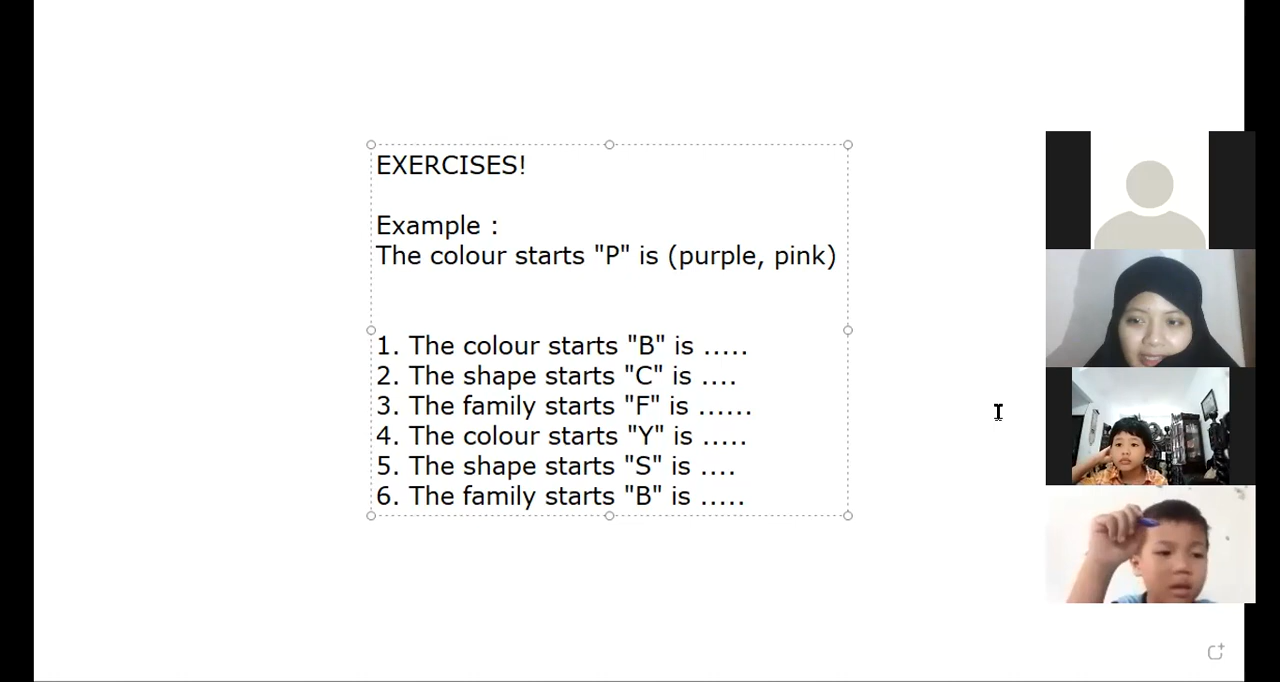 EXERCISES!
Example :
The colour starts "P" is (purple, pink)
1. The colour starts "B" is .....
2. The shape starts "C" is ....
3. The family starts "F" is ......
4. The colour starts "Y" is .....
5. The shape starts "S" is ....
6. The family starts "B" is .....